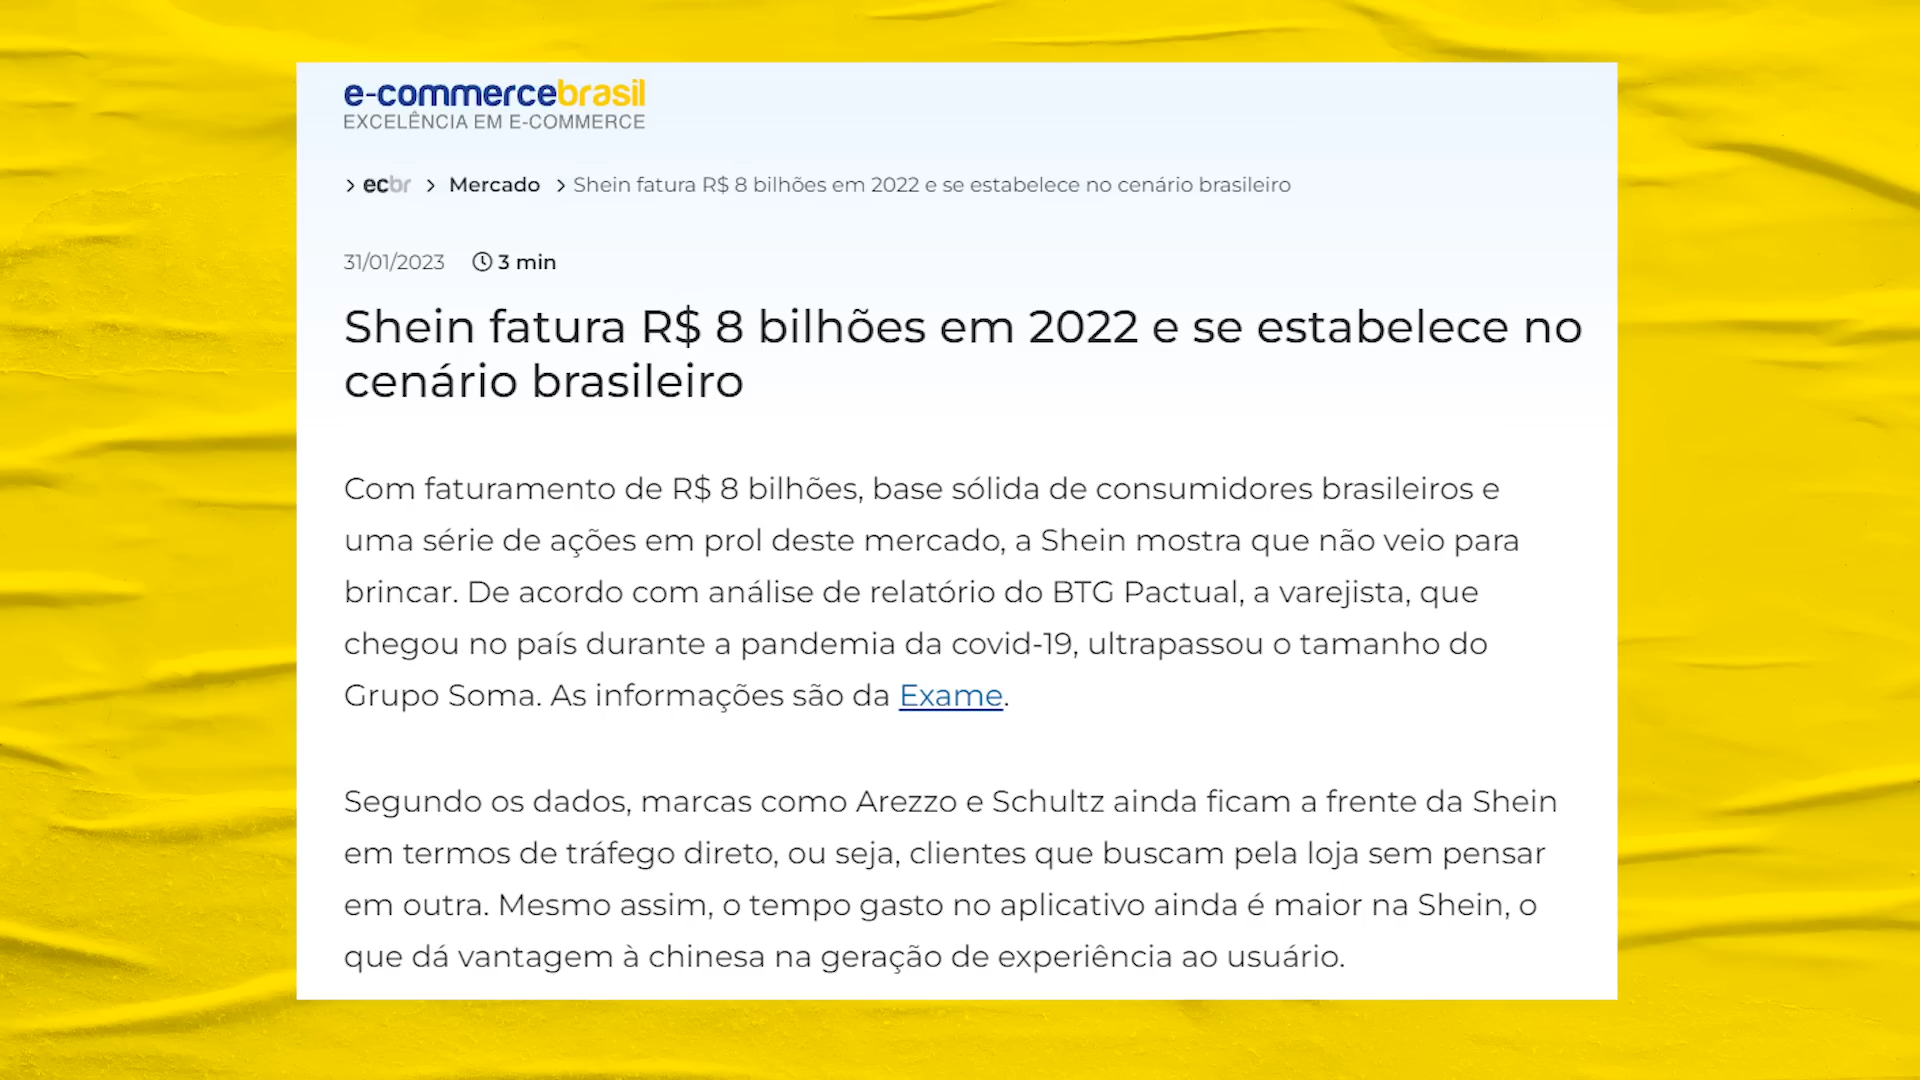 e-commercebrasil
EXCELÊNCIA EM E-COMMERCE
> ecbr > Mercado > Shein fatura R$ 8 bilhões em 2022 e se estabelece no cenário brasileiro
31/01/2023 3 min
Shein fatura R$ 8 bilhões em 2022 e se estabelece no
cenário brasileiro
Com faturamento de R$ 8 bilhões, base sólida de consumidores brasileiros e
uma série de ações em prol deste mercado, a Shein mostra que não veio para
brincar. De acordo com análise de relatório do BTG Pactual, a varejista, que
chegou no país durante a pandemia da covid-19, ultrapassou o tamanho do
Grupo Soma. As informações são da Exame.
Segundo os dados, marcas como Arezzo e Schultz ainda ficam a frente da Shein
em termos de tráfego direto, ou seja, clientes que buscam pela loja sem pensar
em outra. Mesmo assim, o tempo gasto no aplicativo ainda é maior na Shein, o
que dá vantagem à chinesa na geração de experiência ao usuário.